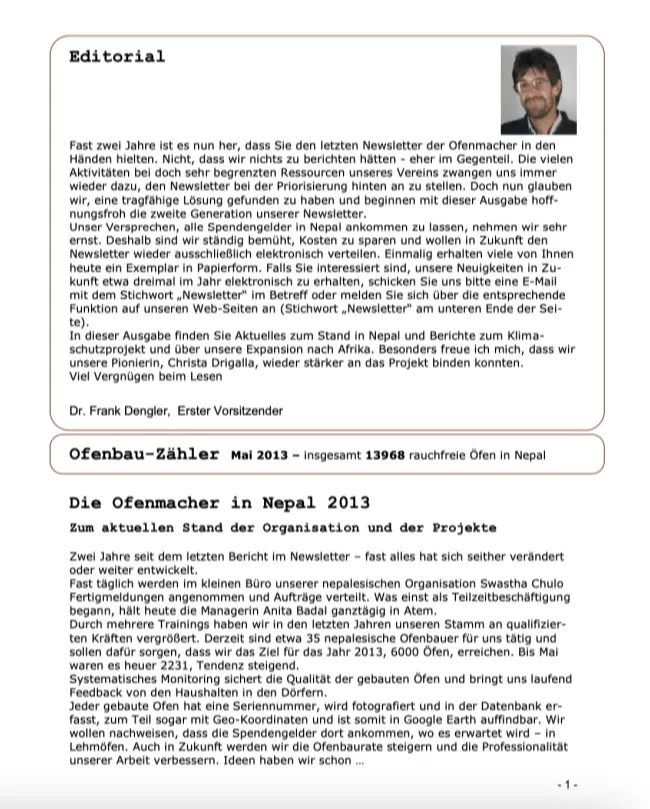 Editorial
Fast zwei Jahre ist es nun her, dass Sie den letzten Newsletter der Ofenmacher in den
Händen hielten. Nicht, dass wir nichts zu berichten hätten - eher im Gegenteil. Die vielen
Aktivitäten bei doch sehr begrenzten Ressourcen unseres Vereins zwangen uns immer
wieder dazu, den Newsletter bei der Priorisierung hinten an zu stellen. Doch nun glauben
wir, eine tragfähige Lösung gefunden zu haben und beginnen mit dieser Ausgabe hoff-
nungsfroh die zweite Generation unserer Newsletter.
Unser Versprechen, alle Spendengelder in Nepal ankommen zu lassen, nehmen wir sehr
ernst. Deshalb sind wir ständig bemüht, Kosten zu sparen und wollen in Zukunft den
Newsletter wieder ausschließlich elektronisch verteilen. Einmalig erhalten viele von Ihnen
heute ein Exemplar in Papierform. Falls Sie interessiert sind, unsere Neuigkeiten in Zu-
kunft etwa dreimal im Jahr elektronisch zu erhalten, schicken Sie uns bitte eine E-Mail
mit dem Stichwort „Newsletter" im Betreff oder melden Sie sich über die entsprechende
Funktion auf unseren Web-Seiten an (Stichwort „Newsletter" am unteren Ende der Sei-
te).
In dieser Ausgabe finden Sie Aktuelles zum Stand in Nepal und Berichte zum Klima-
schutzprojekt und über unsere Expansion nach Afrika. Besonders freue ich mich, dass wir
unsere Pionierin, Christa Drigalla, wieder stärker an das Projekt binden konnten.
Viel Vergnügen beim Lesen
Dr. Frank Dengler, Erster Vorsitzender
Ofenbau-Zähler Mai 2013 – insgesamt 13968 rauchfreie Öfen in Nepal
Die Ofenmacher in Nepal 2013
Zum aktuellen Stand der Organisation und der Projekte
Zwei Jahre seit dem letzten Bericht im Newsletter – fast alles hat sich seither verändert
oder weiter entwickelt.
Fast täglich werden im kleinen Büro unserer nepalesischen Organisation Swastha Chulo
Fertigmeldungen angenommen und Aufträge verteilt. Was einst als Teilzeitbeschäftigung
begann, hält heute die Managerin Anita Badal ganztägig in Atem.
Durch mehrere Trainings haben wir in den letzten Jahren unseren Stamm an qualifizier-
ten Kräften vergrößert. Derzeit sind etwa 35 nepalesische Ofenbauer für uns tätig und
sollen dafür sorgen, dass wir das Ziel für das Jahr 2013, 6000 Öfen, erreichen. Bis Mai
waren es heuer 2231, Tendenz steigend.
Systematisches Monitoring sichert die Qualität der gebauten Öfen und bringt uns laufend
Feedback von den Haushalten in den Dörfern.
Jeder gebaute Ofen hat eine Seriennummer, wird fotografiert und in der Datenbank er-
fasst, zum Teil sogar mit Geo-Koordinaten und ist somit in Google Earth auffindbar. Wir
wollen nachweisen, dass die Spendengelder dort ankommen, wo es erwartet wird – in
Lehmöfen. Auch in Zukunft werden wir die Ofenbaurate steigern und die Professionalität
unserer Arbeit verbessern. Ideen haben wir schon ...
- 1 -